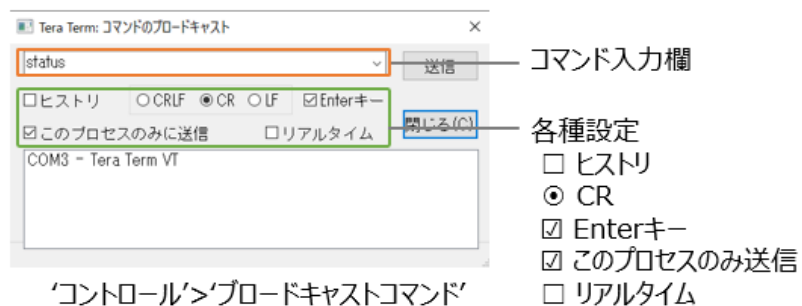 Tera Term: コマンドのブロードキャスト
status
送信
コマンド入力欄
□ヒストリ ○CRLF ◉CR ○LF ☑Enterキー
☑このプロセスのみに送信 □リアルタイム
閉じる(C)
COM3 - Tera Term VT
各種設定
□ ヒストリ
◉ CR
☑ Enterキー
☑ このプロセスのみ送信
□ リアルタイム
‘コントロール’>‘ブロードキャストコマンド’